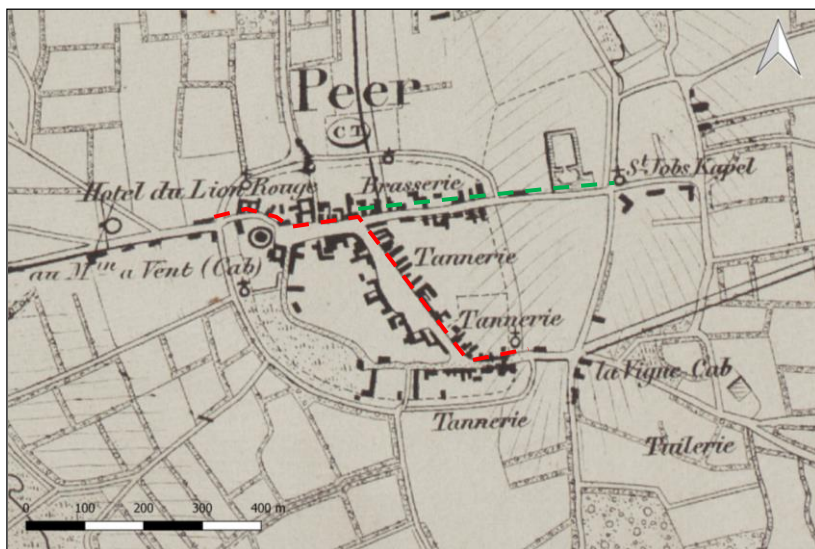 Peer
C.T.
Hotel du Lion Rouge
Brasserie
St Jobs Kapel
au Min a Vent (Cab)
Tannerie
Tannerie
la Vigne Cab
Tannerie
Tuilerie
0 100 200 300 400 m